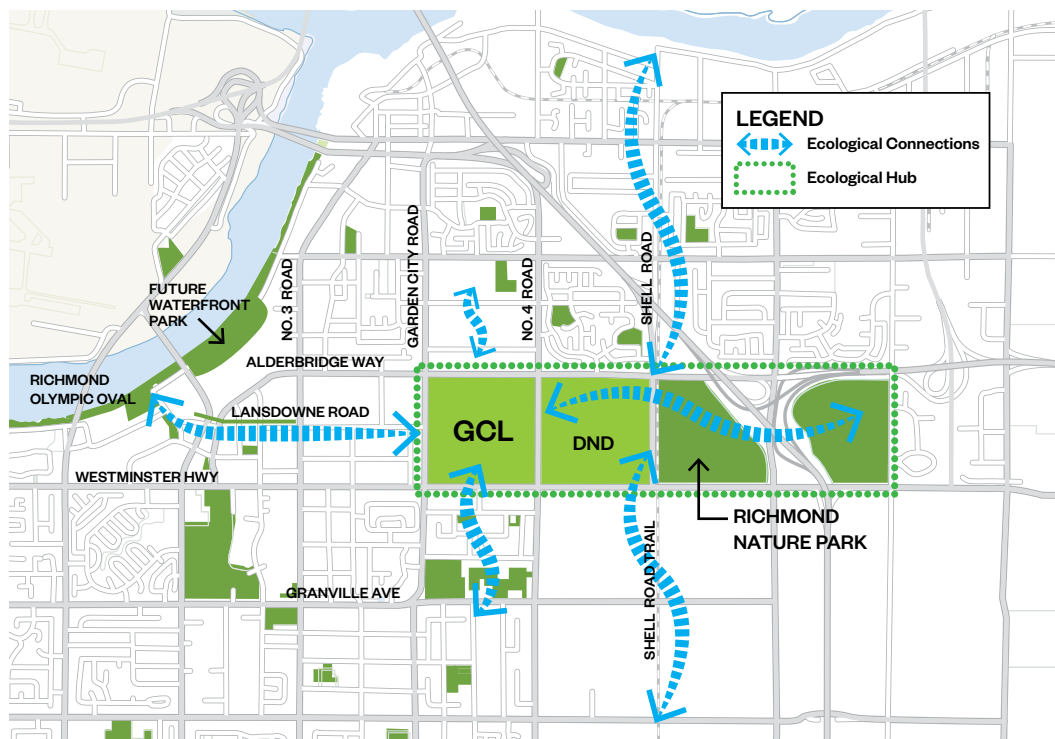 LEGEND
Ecological Connections
Ecological Hub
FUTURE
WATERFRONT
PARK
NO. 3 ROAD
GARDEN CITY ROAD
NO. 4 ROAD
SHELL ROAD
ALDERBRIDGE WAY
RICHMOND
OLYMPIC OVAL
LANSDOWNE ROAD
GCL
DND
WESTMINSTER HWY
RICHMOND
NATURE PARK
SHELL ROAD TRAIL
GRANVILLE AVE